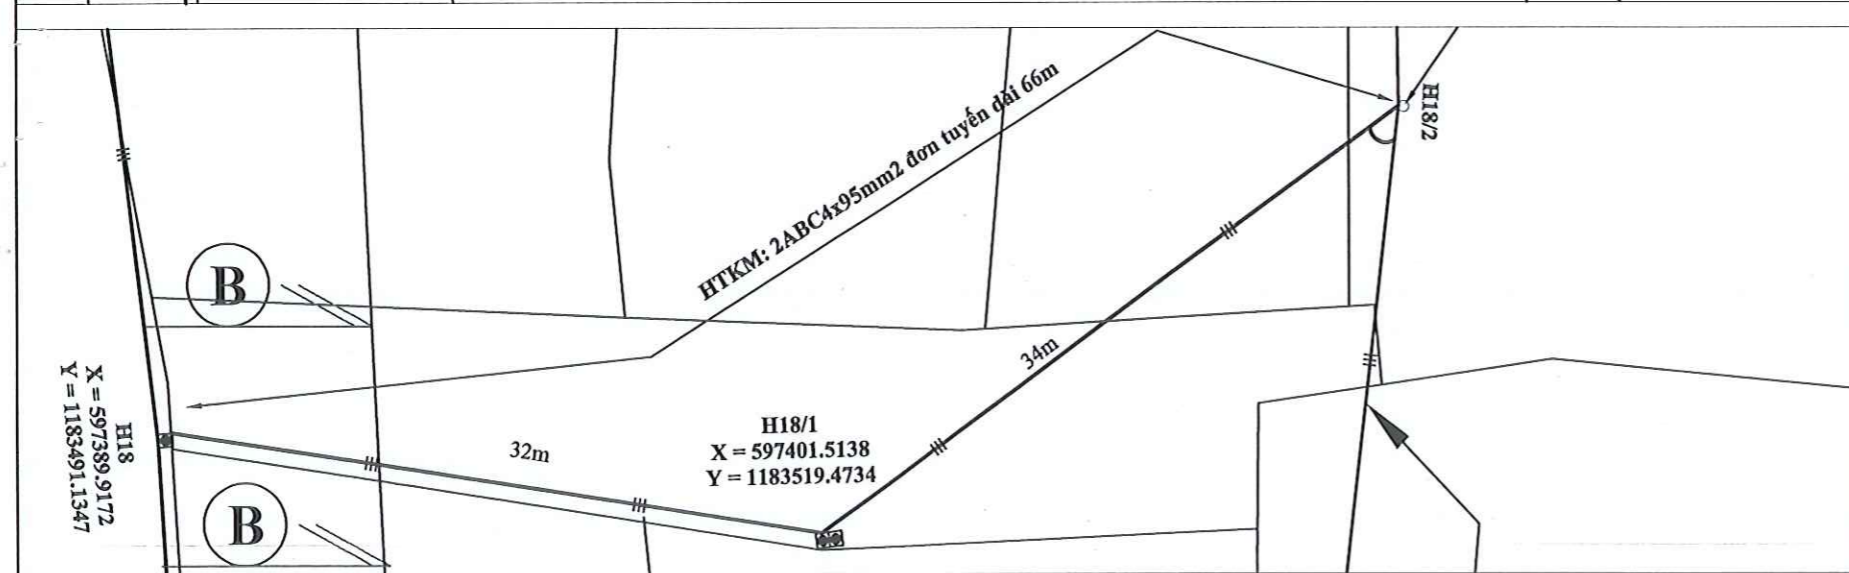 H18/2
HTKM: 2ABC4x95mm2 đơn tuyến dài 66m
B
34m
H18
X = 597389.9172
Y = 1183491.1347
32m
H18/1
X = 597401.5138
Y = 1183519.4734
B